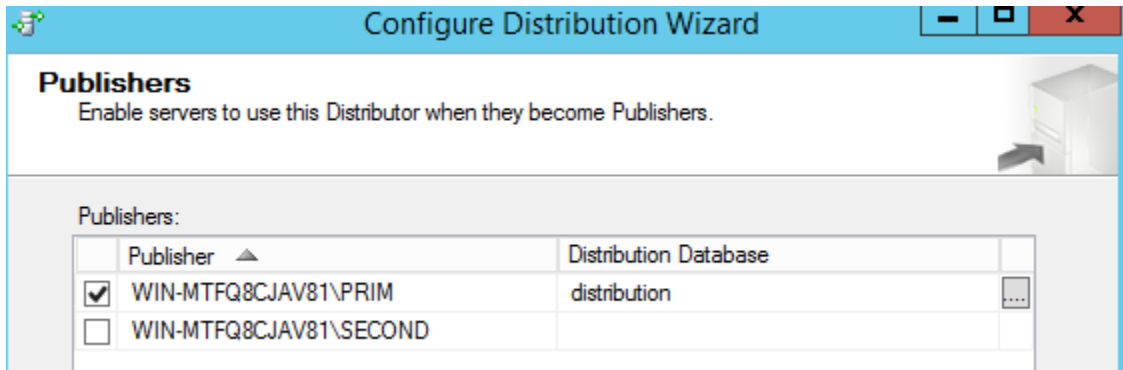 Configure Distribution Wizard
Publishers
Enable servers to use this Distributor when they become Publishers.
Publishers:
Publisher Distribution Database
WIN-MTFQ8CJAV81\PRIM distribution ....
WIN-MTFQ8CJAV81\SECOND